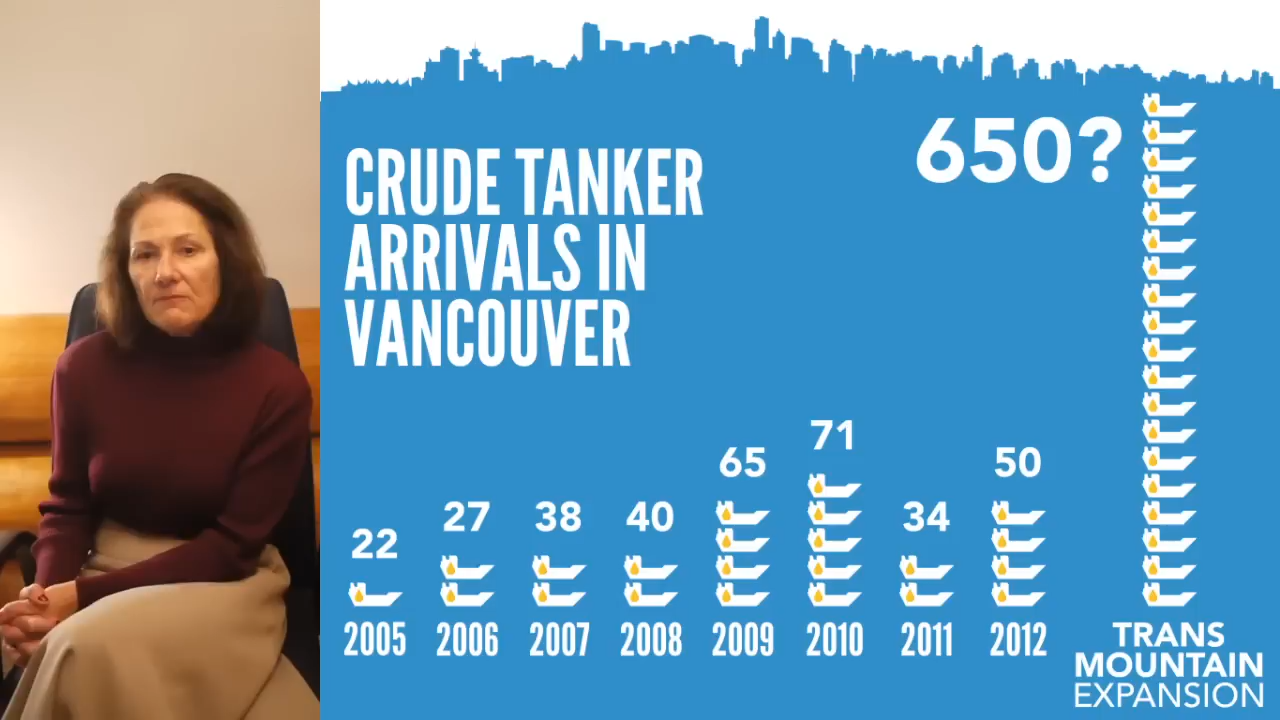 650?
CRUDE TANKER
ARRIVALS IN
VANCOUVER
22
27
38
40
65
71
34
50
2005
2006
2007
2008
2009
2010
2011
2012
TRANS
MOUNTAIN
EXPANSION